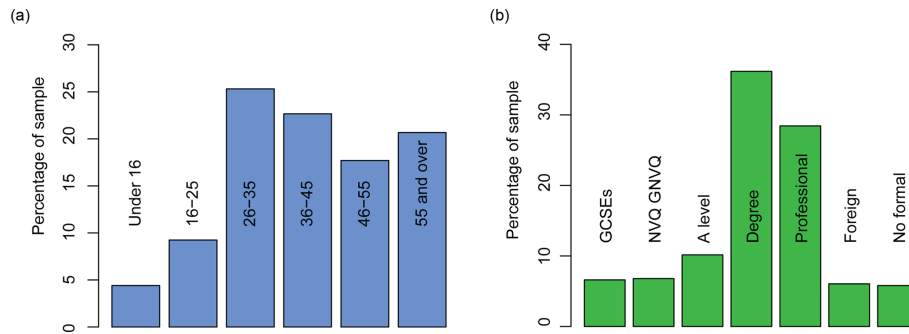 (a)
Percentage of sample
30
25
20
15
10
5
0
Under 16
16−25
26−35
36−45
46−55
55 and over
(b)
Percentage of sample
40
30
20
10
0
GCSEs
NVQ GNVQ
A level
Degree
Professional
Foreign
No formal